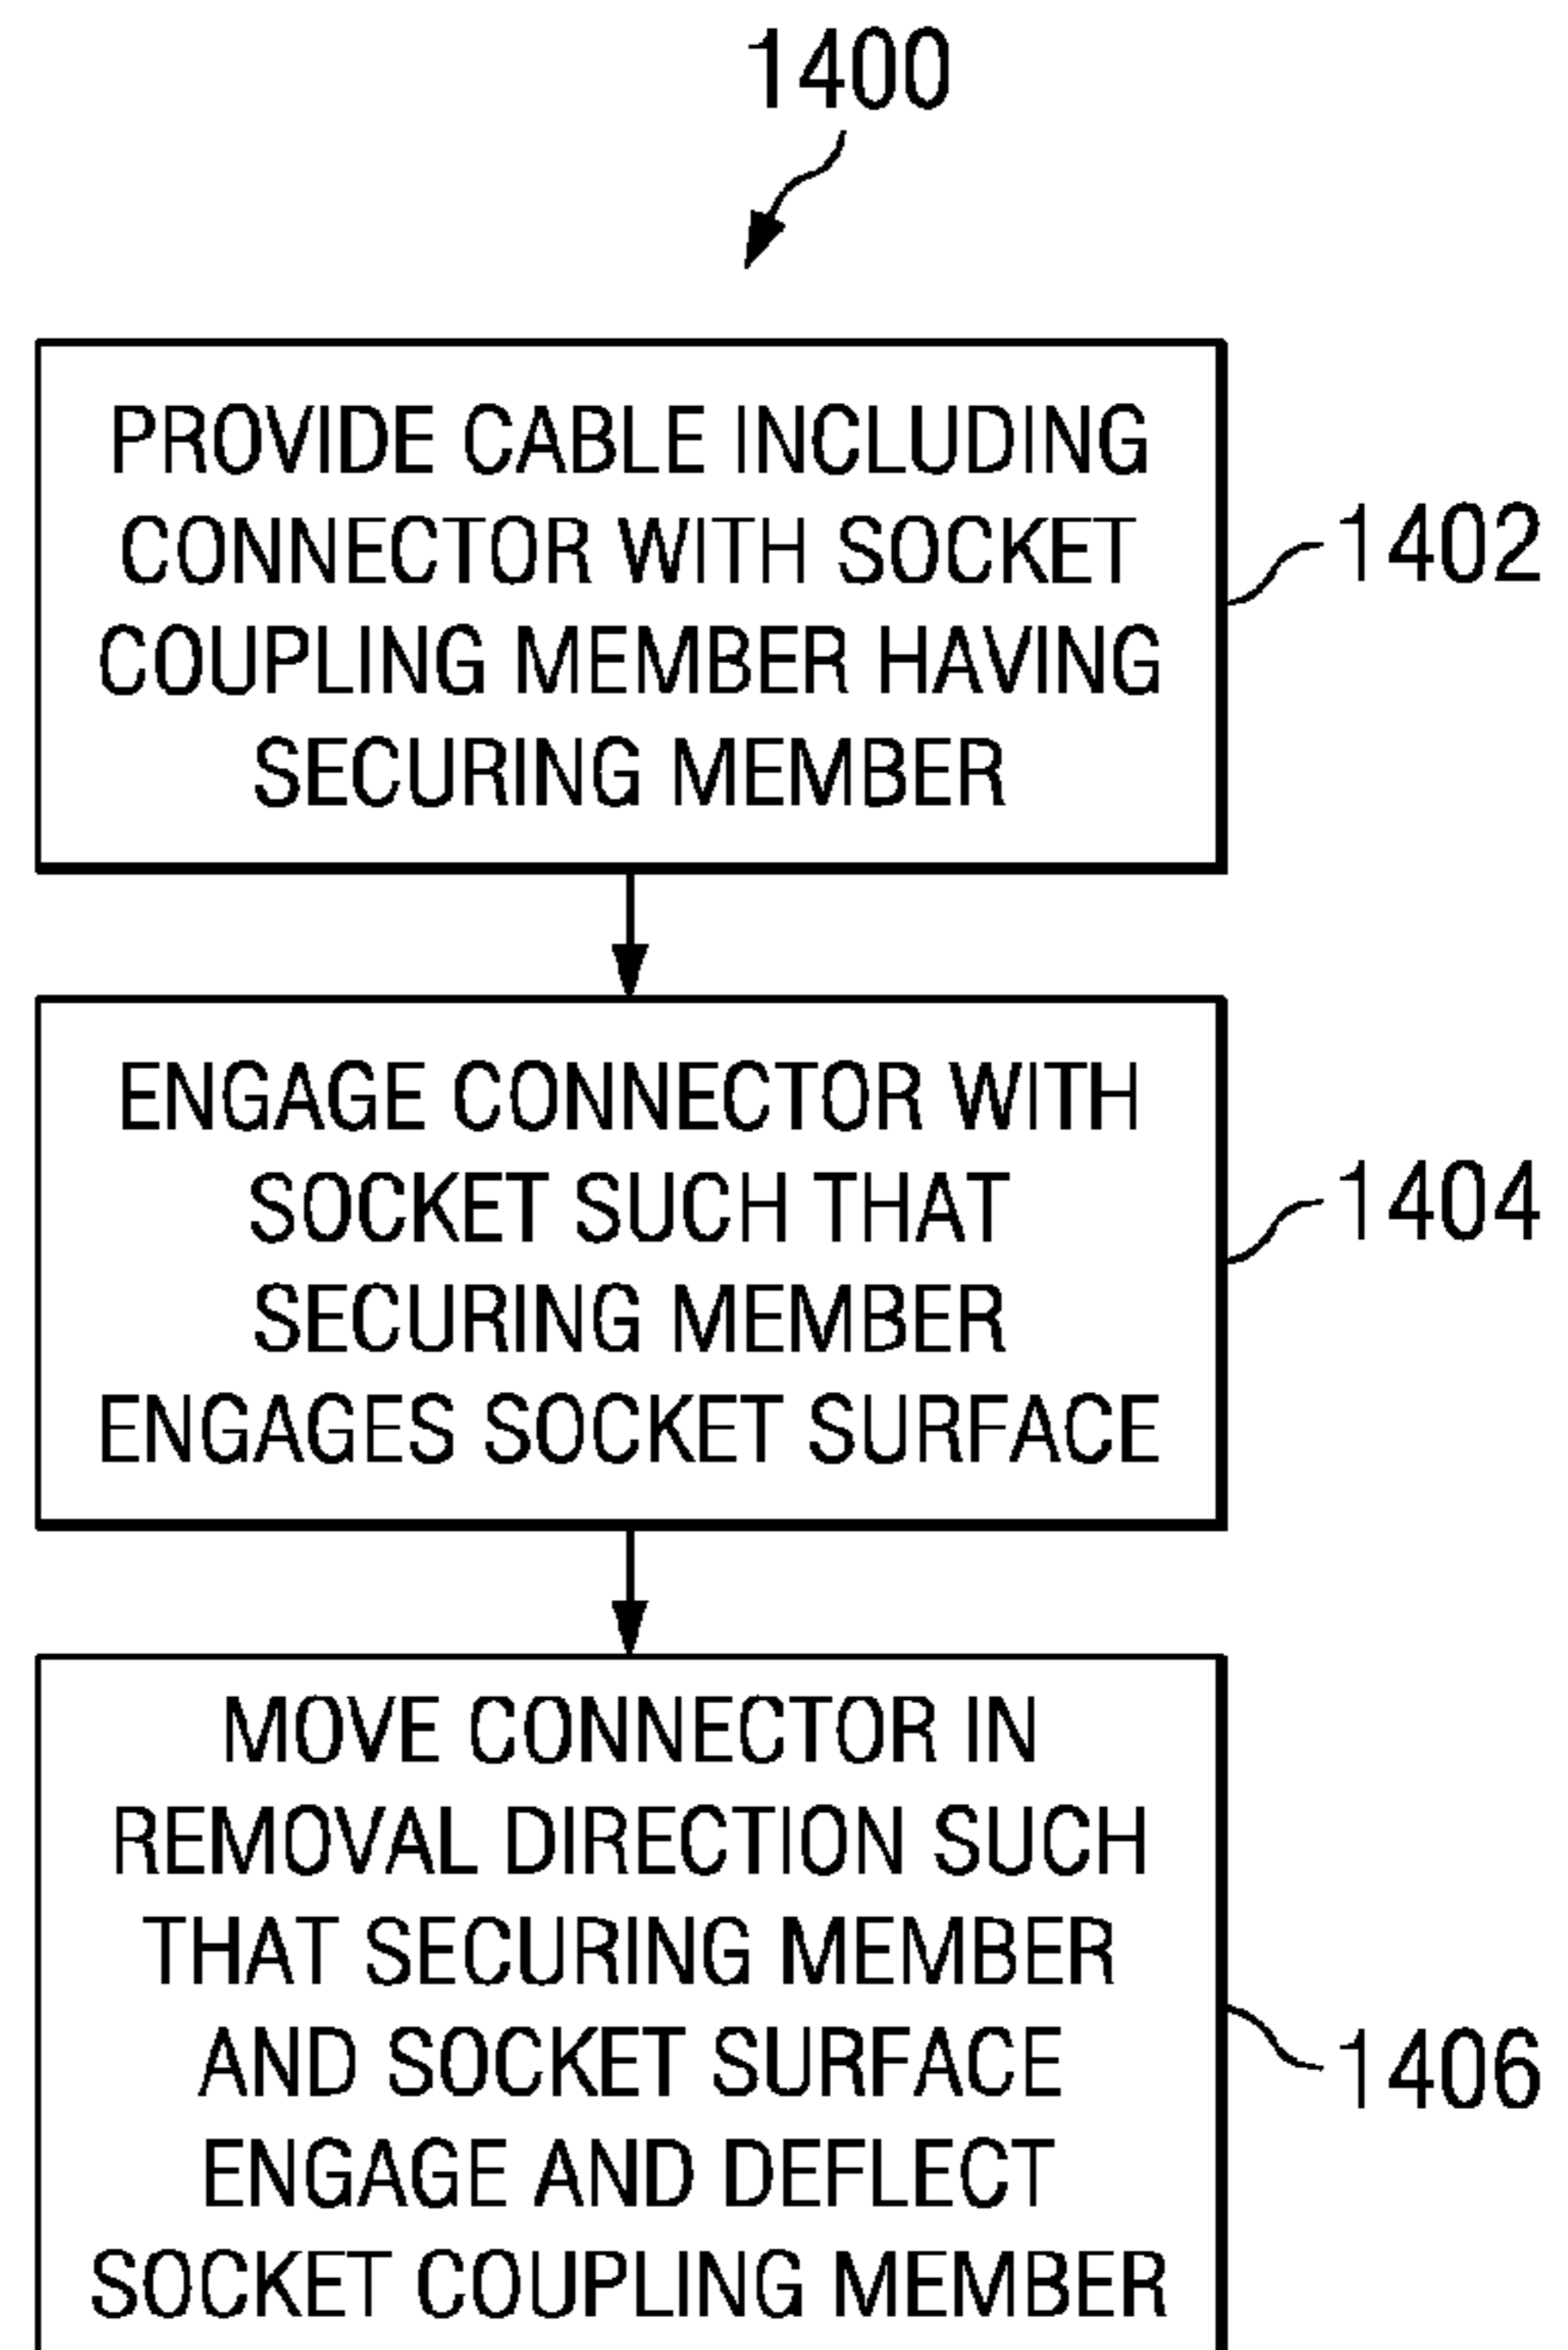 1400
PROVIDE CABLE INCLUDING
CONNECTOR WITH SOCKET
COUPLING MEMBER HAVING
SECURING MEMBER
1402
ENGAGE CONNECTOR WITH
SOCKET SUCH THAT
SECURING MEMBER
ENGAGES SOCKET SURFACE
1404
MOVE CONNECTOR IN
REMOVAL DIRECTION SUCH
THAT SECURING MEMBER
AND SOCKET SURFACE
ENGAGE AND DEFLECT
SOCKET COUPLING MEMBER
1406